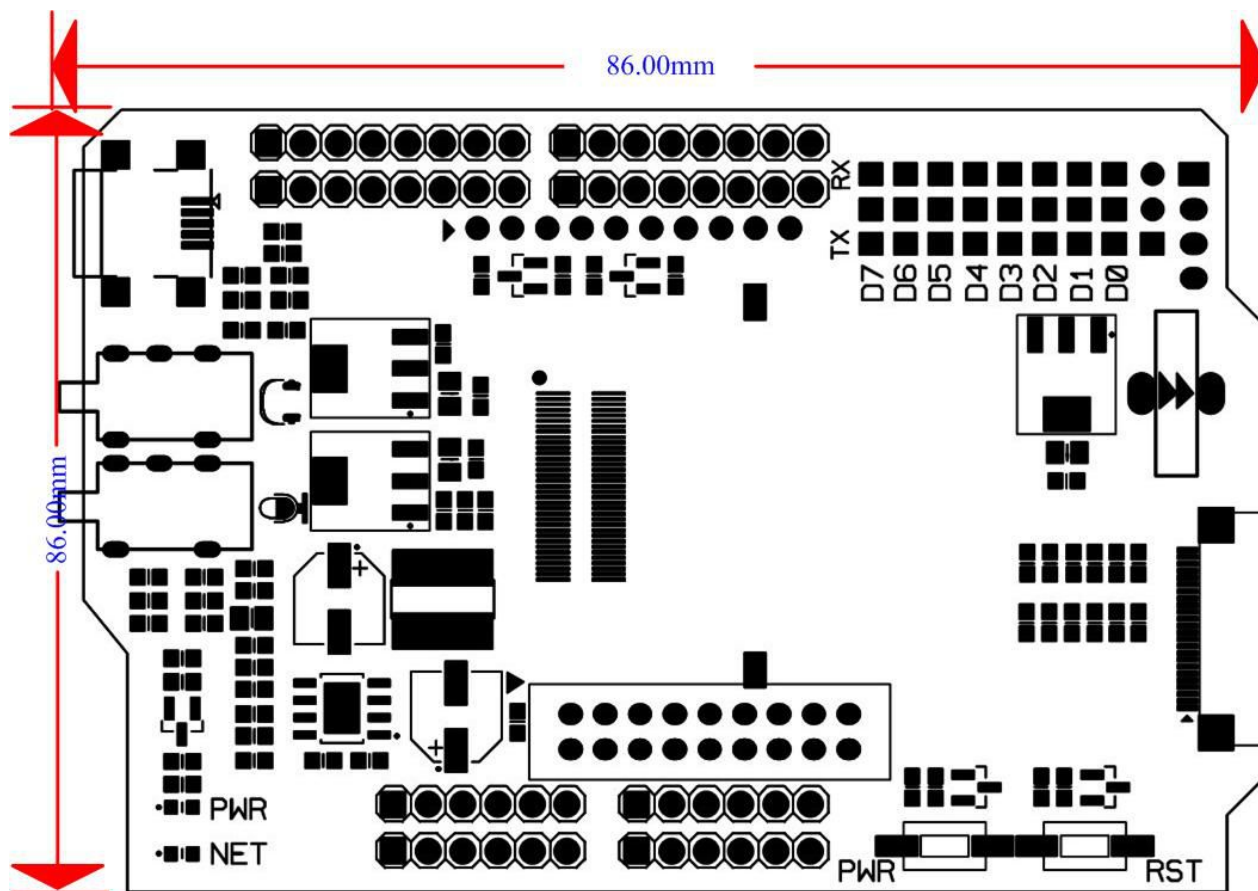 86.00mm
RX
TX
D7
D6
D5
D4
D3
D2
D1
D0
86.00mm
+
+
PWR
NET
PWR
RST